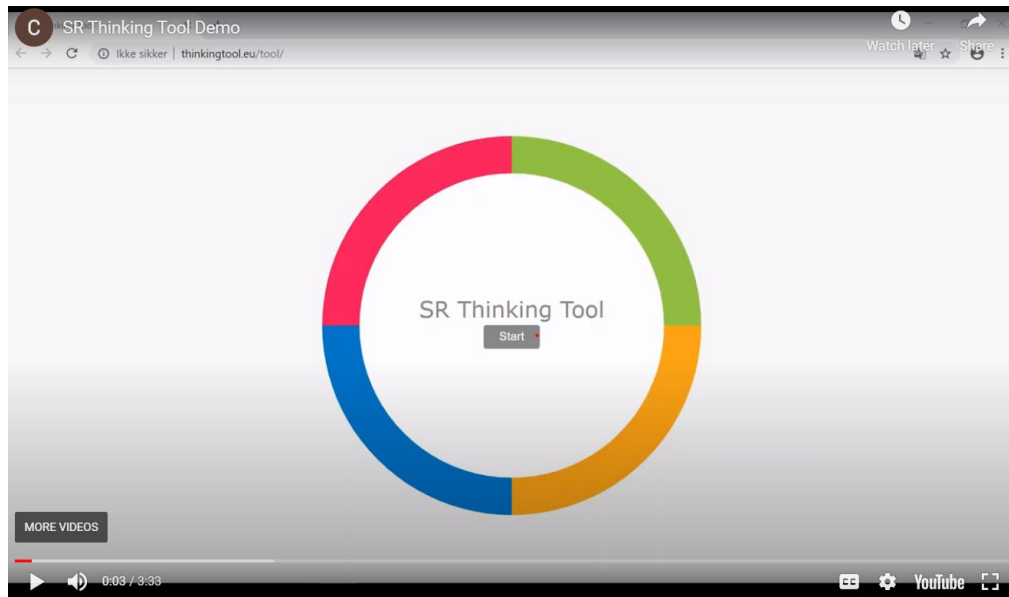 C SR Thinking Tool Demo
Watch later Share
Ikke sikker | thinkingtool.eu/tool/
SR Thinking Tool
Start
MORE VIDEOS
0:03 / 3:33
CC YouTube